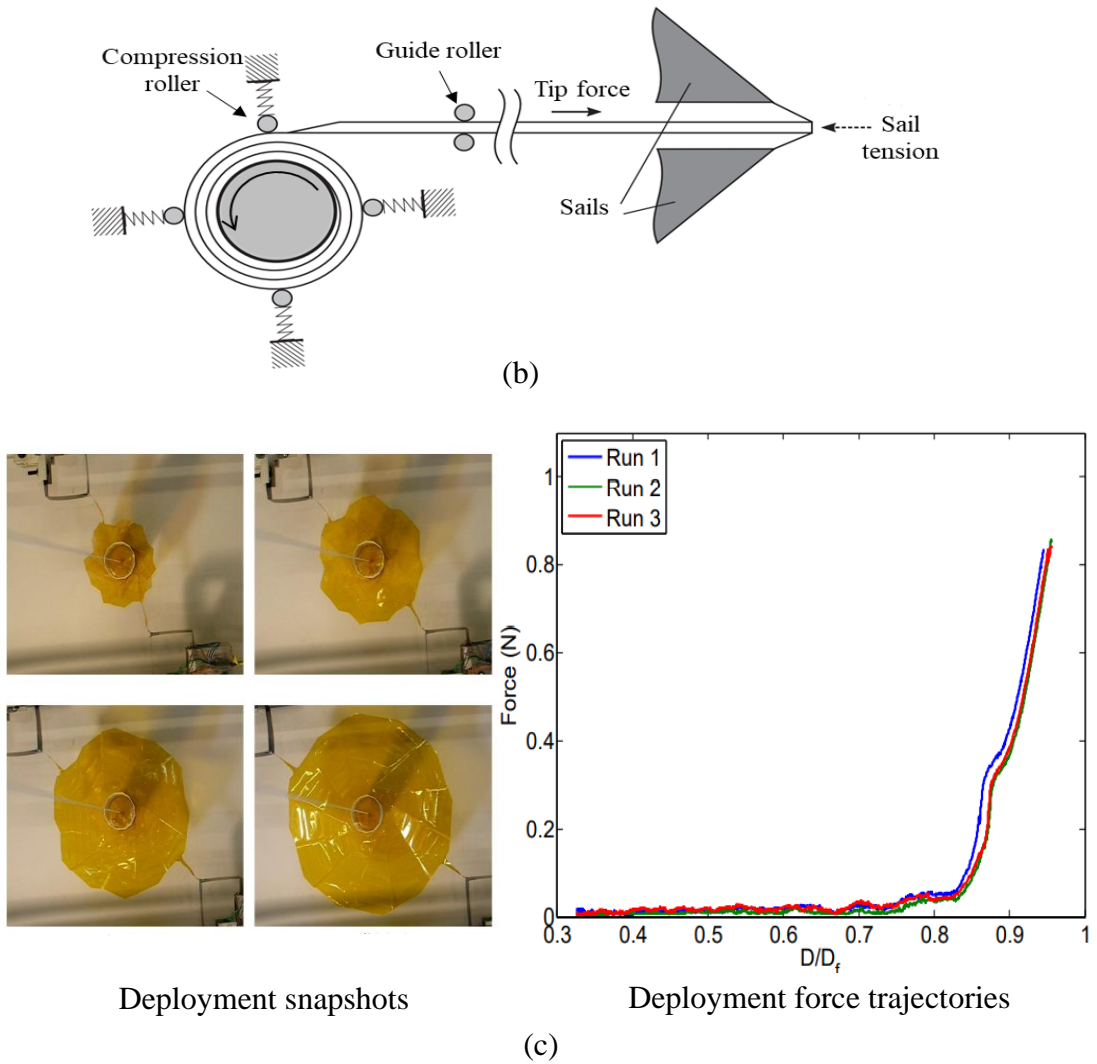 Compression
roller
Guide roller
Tip force
Sail
tension
Sails
(b)
Run 1
Run 2
Run 3
Force (N)
1
0.8
0.6
0.4
0.2
0
0.3 0.4 0.5 0.6 0.7 0.8 0.9 1
D/Df
Deployment snapshots
Deployment force trajectories
(c)